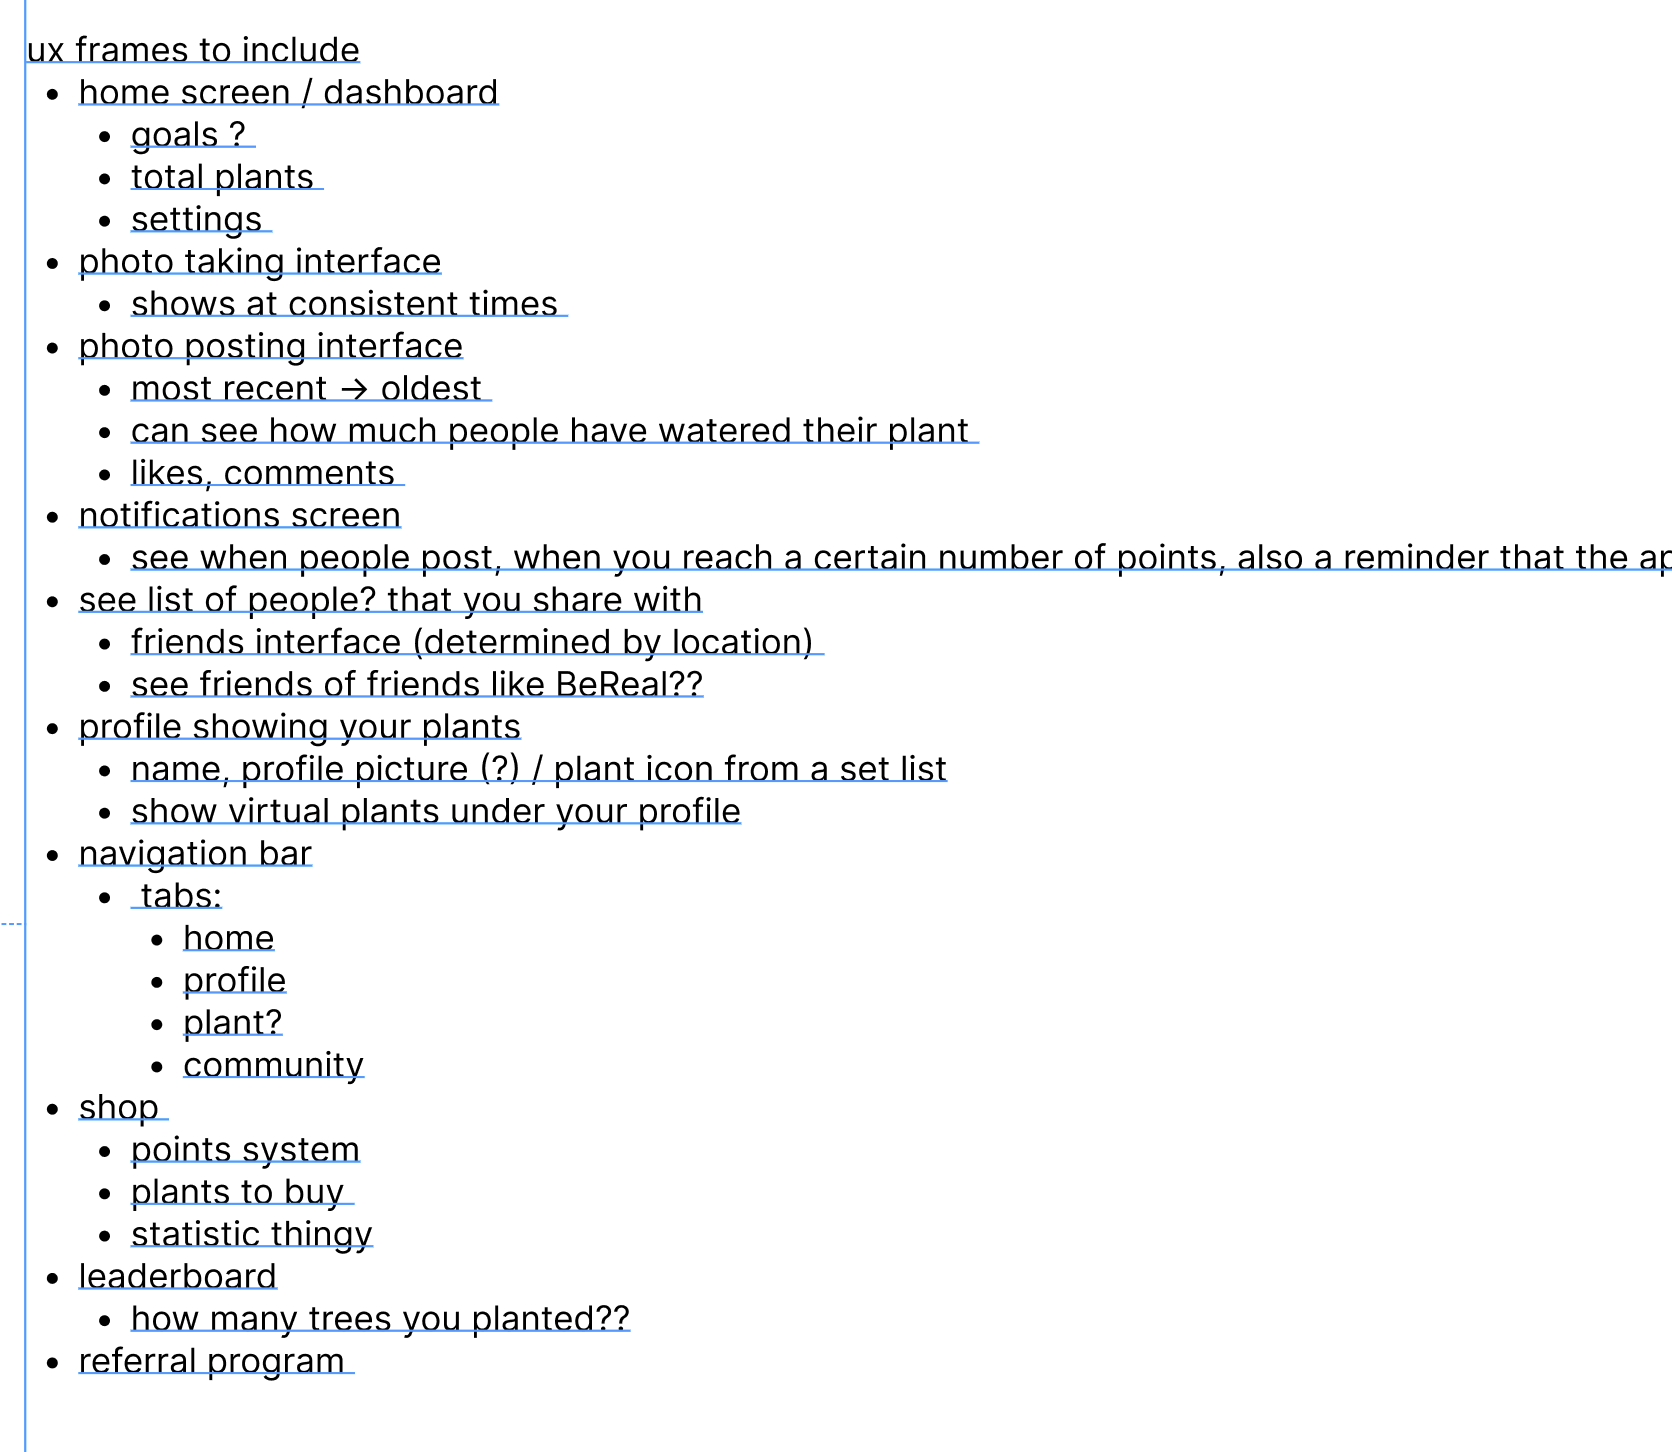 ux frames to include
• home screen / dashboard
• goals ?
• total plants
• settings
• photo taking interface
• shows at consistent times
• photo posting interface
• most recent → oldest
• can see how much people have watered their plant
• likes, comments
• notifications screen
• see when people post, when you reach a certain number of points, also a reminder that the
• see list of people? that you share with
• friends interface (determined by location)
• see friends of friends like BeReal??
• profile showing your plants
• name, profile picture (?) / plant icon from a set list
• show virtual plants under your profile
• navigation bar
• tabs:
• home
• profile
• plant?
• community
• shop
• points system
• plants to buy
• statistic thingy
• leaderboard
• how many trees you planted??
• referral program